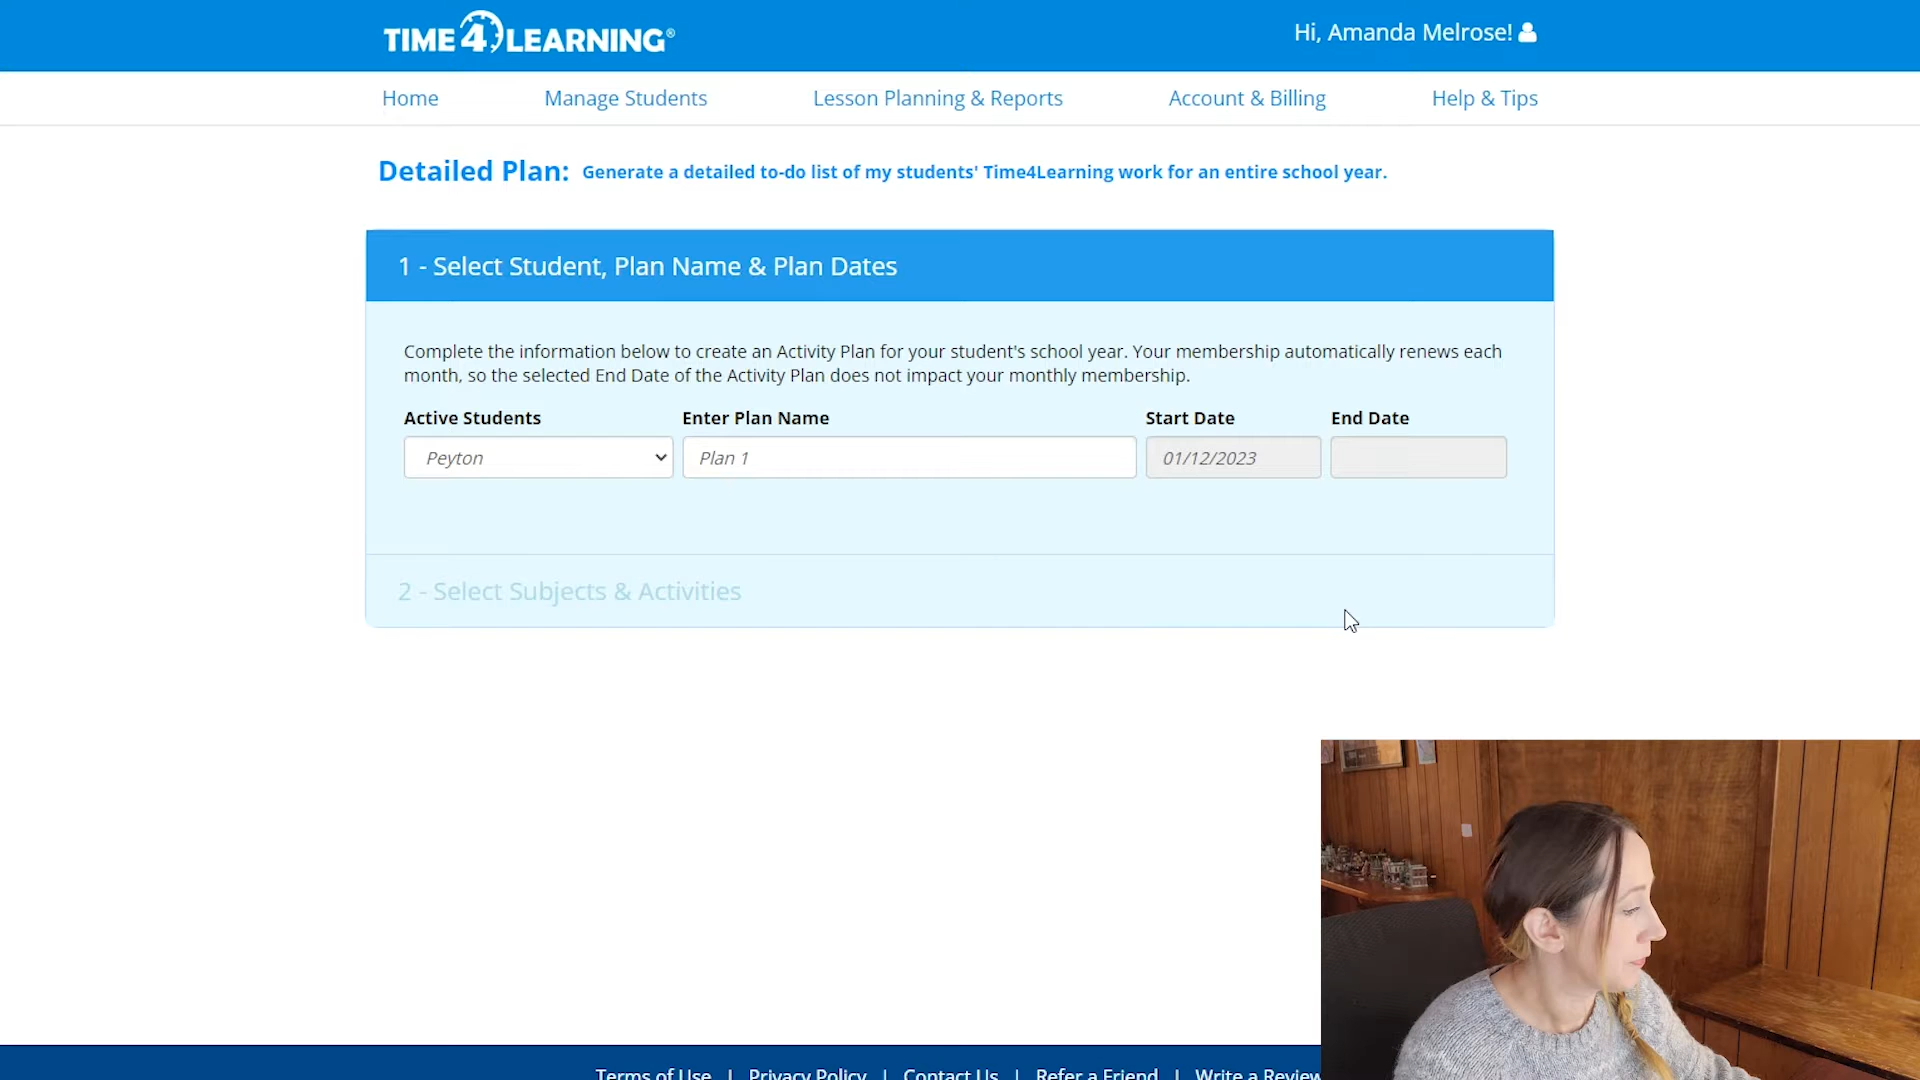 TIME4LEARNING®
Hi, Amanda Melrose!
Home
Manage Students
Lesson Planning & Reports
Account & Billing
Help & Tips
Detailed Plan: Generate a detailed to-do list of my students' Time4Learning work for an entire school year.
1 - Select Student, Plan Name & Plan Dates
Complete the information below to create an Activity Plan for your student's school year. Your membership automatically renews each
month, so the selected End Date of the Activity Plan does not impact your monthly membership.
Active Students
Enter Plan Name
Start Date
End Date
Peyton
Plan 1
01/12/2023
2 - Select Subjects & Activities
Terms of Use | Privacy Policy | Contact Us | Refer a Friend | Write a Review